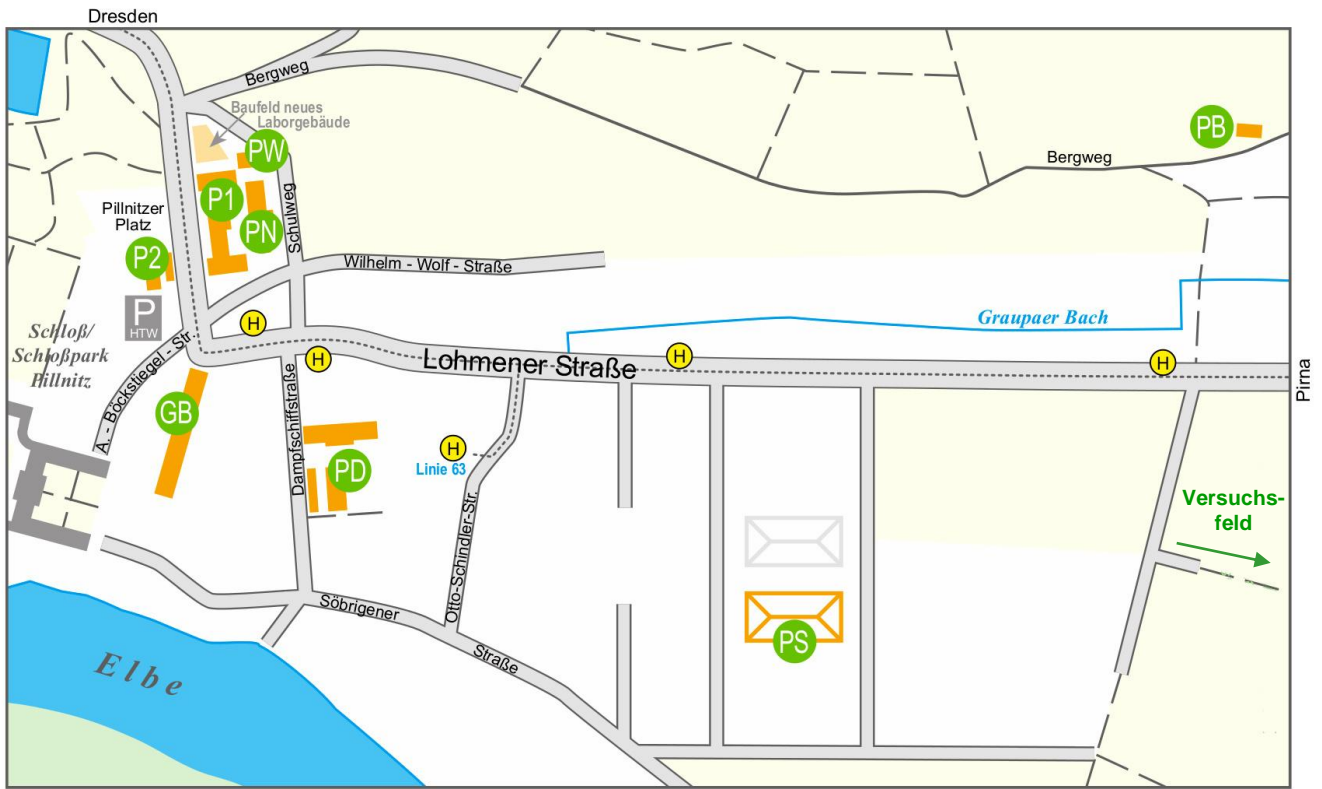 Dresden
Bergweg
Baufeld neues
Laborgebäude
PW
PB
Bergweg
P1
Pillnitzer
Platz
PN
Schulweg
P2
Wilhelm - Wolf - Straße
P
HTW
H
Graupaer Bach
Schloß/
Schloßpark
Pillnitz
A. - Böckstiegel - Str.
H
Lohmener Straße
H
H
Pirna
GB
Dampfschiffstraße
H
Linie 63
PD
Versuchs-
feld
Otto-Schindler-Str.
Söbrigener
Straße
PS
Elbe